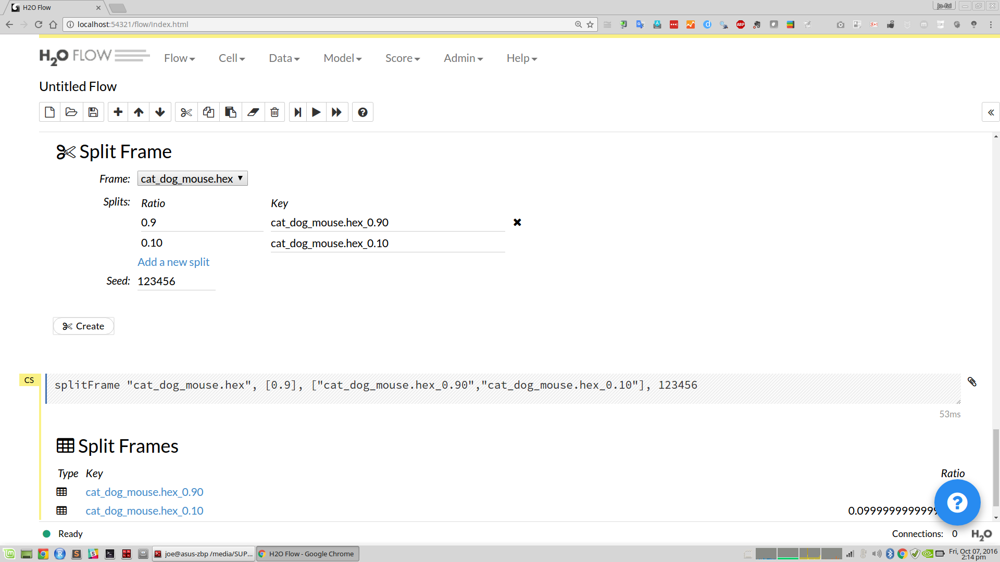 H2O Flow
Jo-fai
localhost:54321/flow/index.html
ABP
H2O FLOW
Flow Cell Data Model Score Admin Help
Untitled Flow
Split Frame
Frame: cat_dog_mouse.hex
Splits: Ratio Key
0.9 cat_dog_mouse.hex_0.90
0.10 cat_dog_mouse.hex_0.10
Add a new split
Seed: 123456
Create
CS
splitFrame "cat_dog_mouse.hex", [0.9], ["cat_dog_mouse.hex_0.90","cat_dog_mouse.hex_0.10"], 123456
53ms
Split Frames
Type Key Ratio
cat_dog_mouse.hex_0.90
cat_dog_mouse.hex_0.10 0.0999999999999
Ready Connections: 0 H2O
joe@asus-zbp /media/SUP... H2O Flow - Google Chrome Fri, Oct 07, 2016
2:14 pm